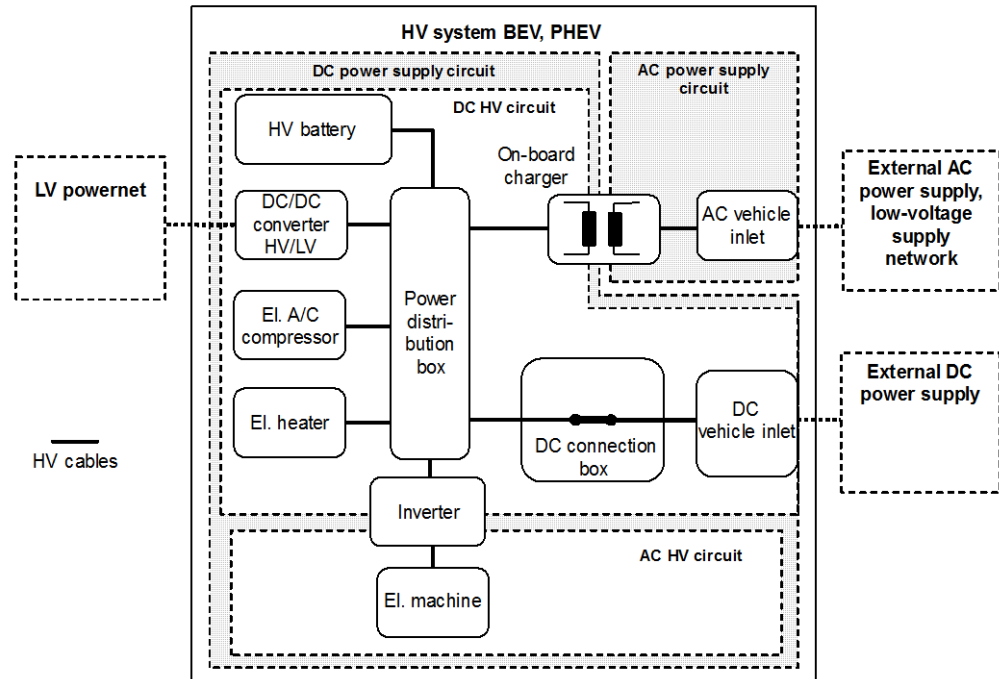 HV system BEV, PHEV
DC power supply circuit
AC power supply
circuit
DC HV circuit
HV battery
On-board
charger
LV powernet
DC/DC
converter
HV/LV
AC vehicle
inlet
External AC
power supply,
low-voltage
supply
network
Power
distri-
bution
box
El. A/C
compressor
External DC
power supply
El. heater
DC connection
box
DC
vehicle inlet
HV cables
Inverter
AC HV circuit
El. machine